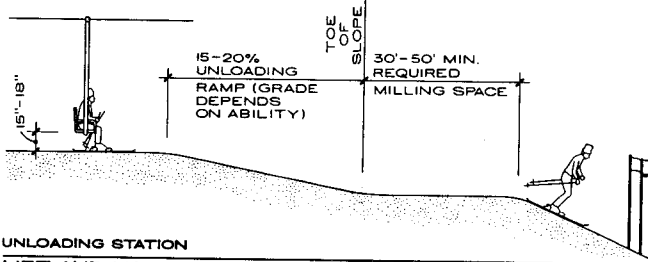 15-20%
UNLOADING
RAMP (GRADE
DEPENDS
ON ABILITY)
TOE
OF
SLOPE
30'-50' MIN.
REQUIRED
MILLING SPACE
15"-18"
UNLOADING STATION